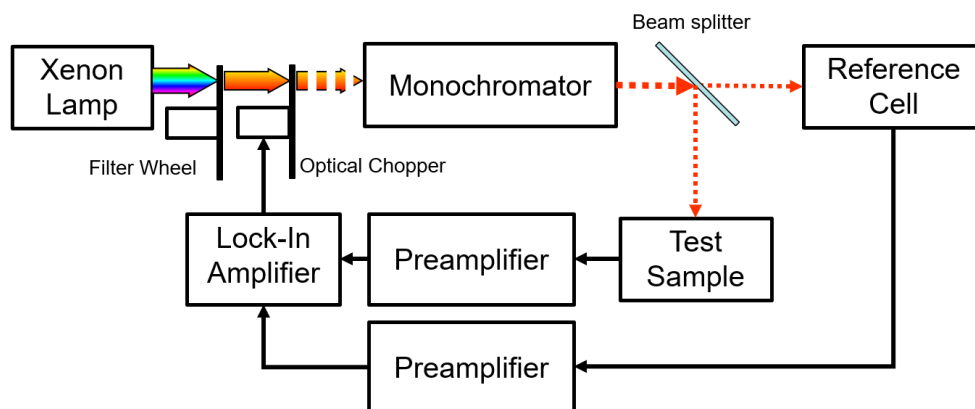 Beam splitter
Xenon
Lamp
Monochromator
Reference
Cell
Filter Wheel
Optical Chopper
Lock-In
Amplifier
Preamplifier
Test
Sample
Preamplifier